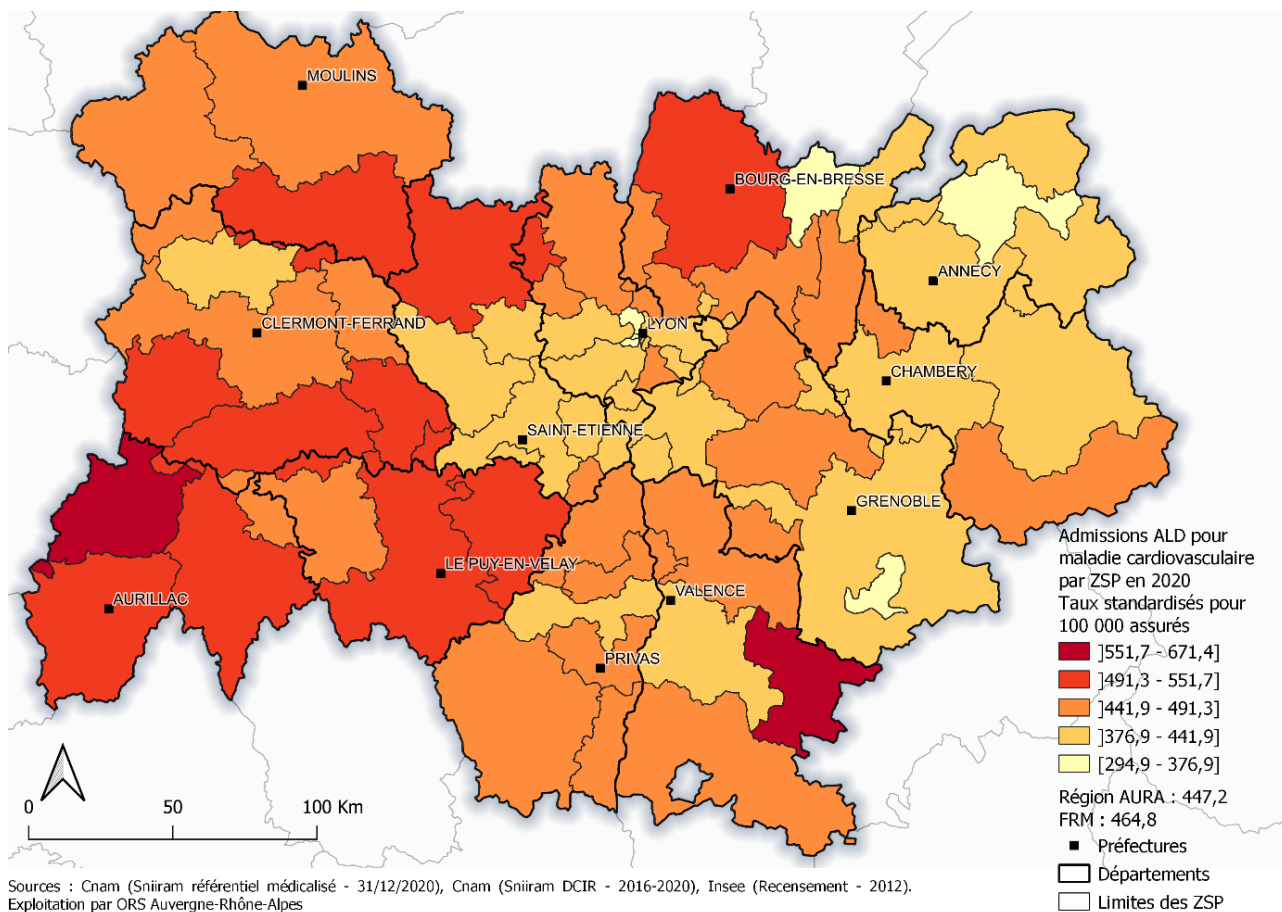 MOULINS
BOURG-EN-BRESSE
ANNECY
CLERMONT-FERRAND
LYON
CHAMBERY
SAINT-ETIENNE
GRENOBLE
LE PUY-EN-VELAY
AURILLAC
VALENCE
PRIVAS
Admissions ALD pour
maladie cardiovasculaire
par ZSP en 2020
Taux standardisés pour
100 000 assurés
]551,7 - 671,4]
]491,3 - 551,7]
]441,9 - 491,3]
]376,9 - 441,9]
[294,9 - 376,9]
Région AURA : 447,2
FRM : 464,8
Préfectures
Départements
Limites des ZSP
0 50 100 Km
Sources : Cnam (Sniiram référentiel médicalisé - 31/12/2020), Cnam (Sniiram DCIR - 2016-2020), Insee (Recensement - 2012).
Exploitation par ORS Auvergne-Rhône-Alpes